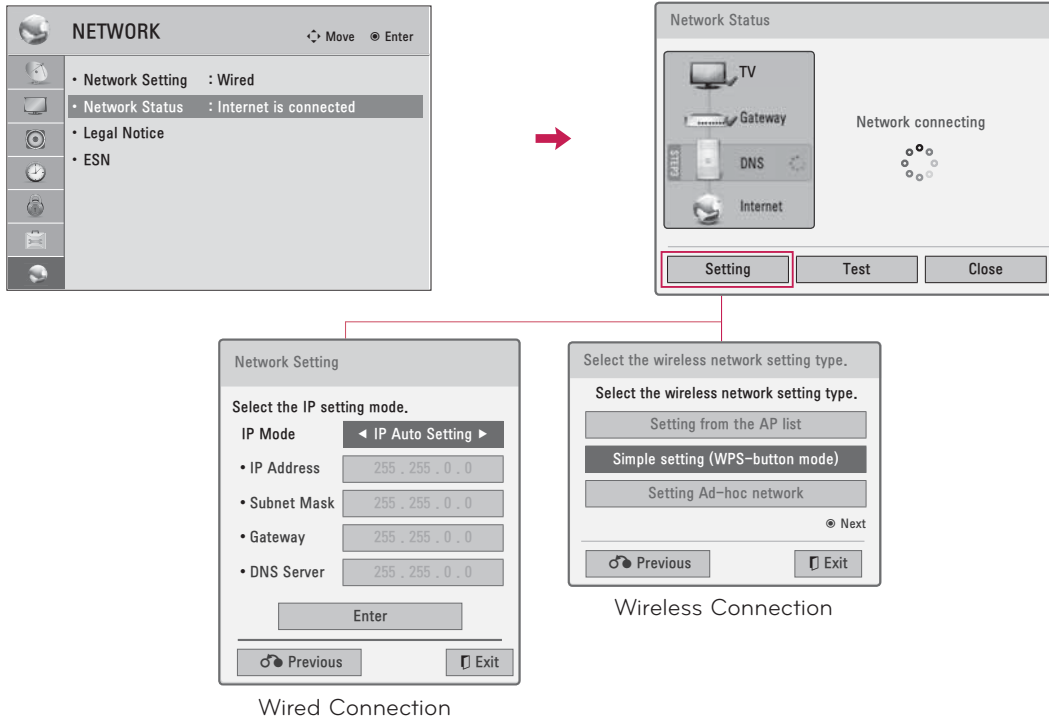 NETWORK
Move Enter
• Network Setting : Wired
• Network Status : Internet is connected
• Legal Notice
• ESN
Network Status
TV
Gateway
STEP3
DNS
Internet
Network connecting
Setting
Test
Close
Network Setting
Select the IP setting mode.
IP Mode ◄ IP Auto Setting ►
• IP Address 255 . 255 . 0 . 0
• Subnet Mask 255 . 255 . 0 . 0
• Gateway 255 . 255 . 0 . 0
• DNS Server 255 . 255 . 0 . 0
Enter
Previous
Exit
Wired Connection
Select the wireless network setting type.
Select the wireless network setting type.
Setting from the AP list
Simple setting (WPS-button mode)
Setting Ad-hoc network
Next
Previous
Exit
Wireless Connection